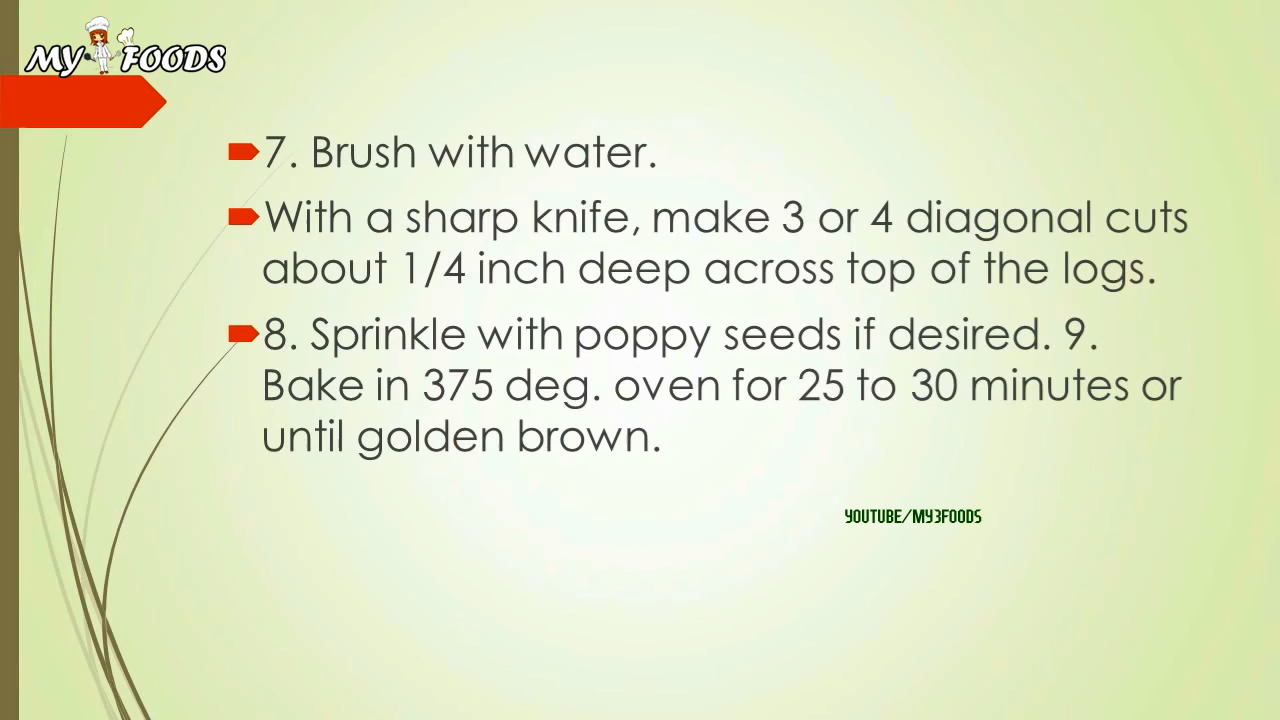 MY FOODS
7. Brush with water.
With a sharp knife, make 3 or 4 diagonal cuts
about 1/4 inch deep across top of the logs.
8. Sprinkle with poppy seeds if desired. 9.
Bake in 375 deg. oven for 25 to 30 minutes or
until golden brown.
YOUTUBE/MY3FOODS